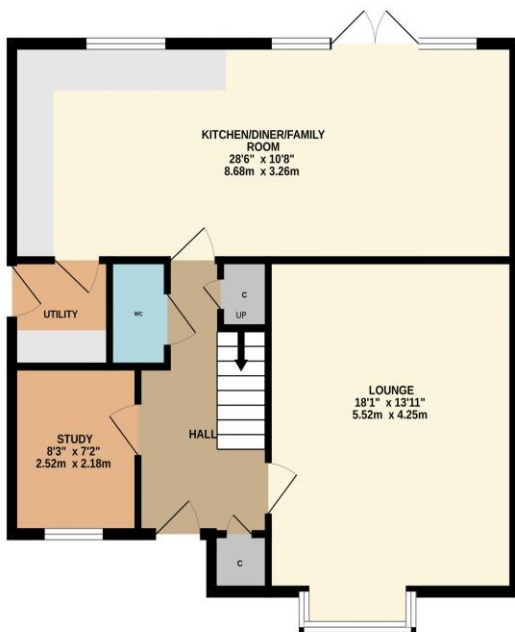 KITCHEN/DINER/FAMILY
ROOM
28'6" x 10'8"
8.68m x 3.26m
UTILITY
WC
C
UP
LOUNGE
18'1" x 13'11"
5.52m x 4.25m
STUDY
8'3" x 7'2"
2.52m x 2.18m
HALL
C